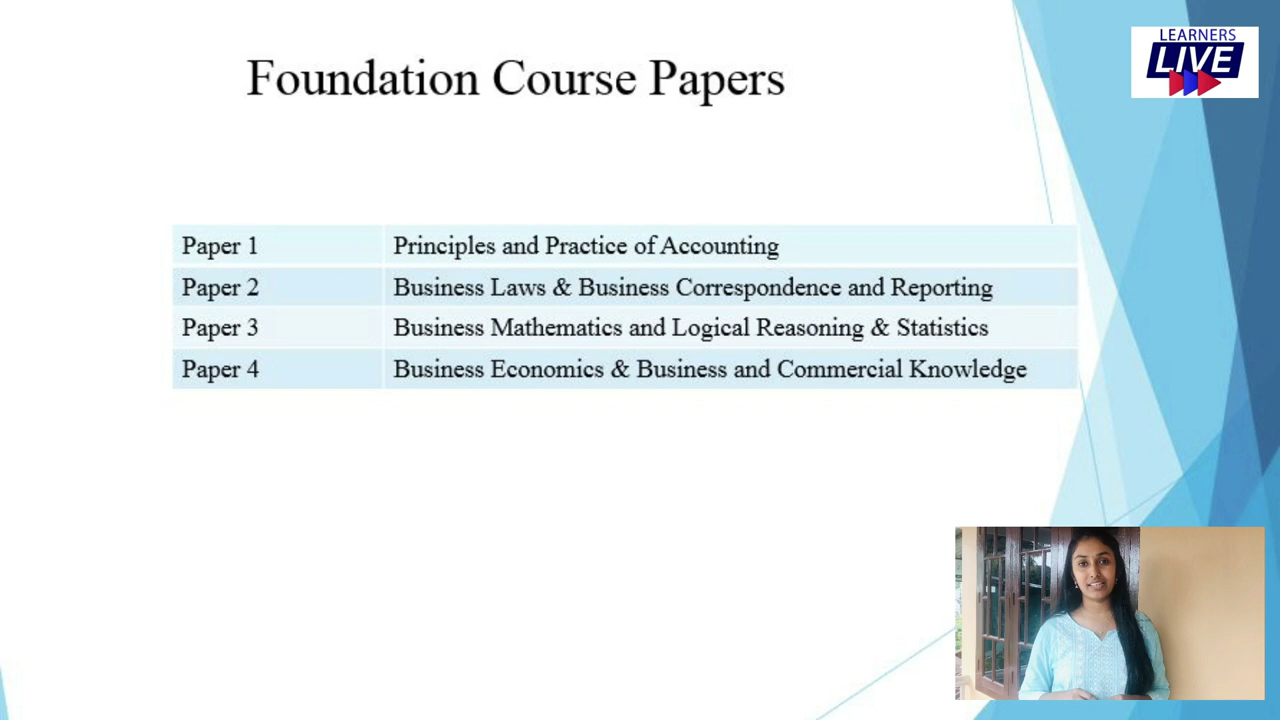 Foundation Course Papers
LEARNERS
LIVE
Paper 1 Principles and Practice of Accounting
Paper 2 Business Laws & Business Correspondence and Reporting
Paper 3 Business Mathematics and Logical Reasoning & Statistics
Paper 4 Business Economics & Business and Commercial Knowledge